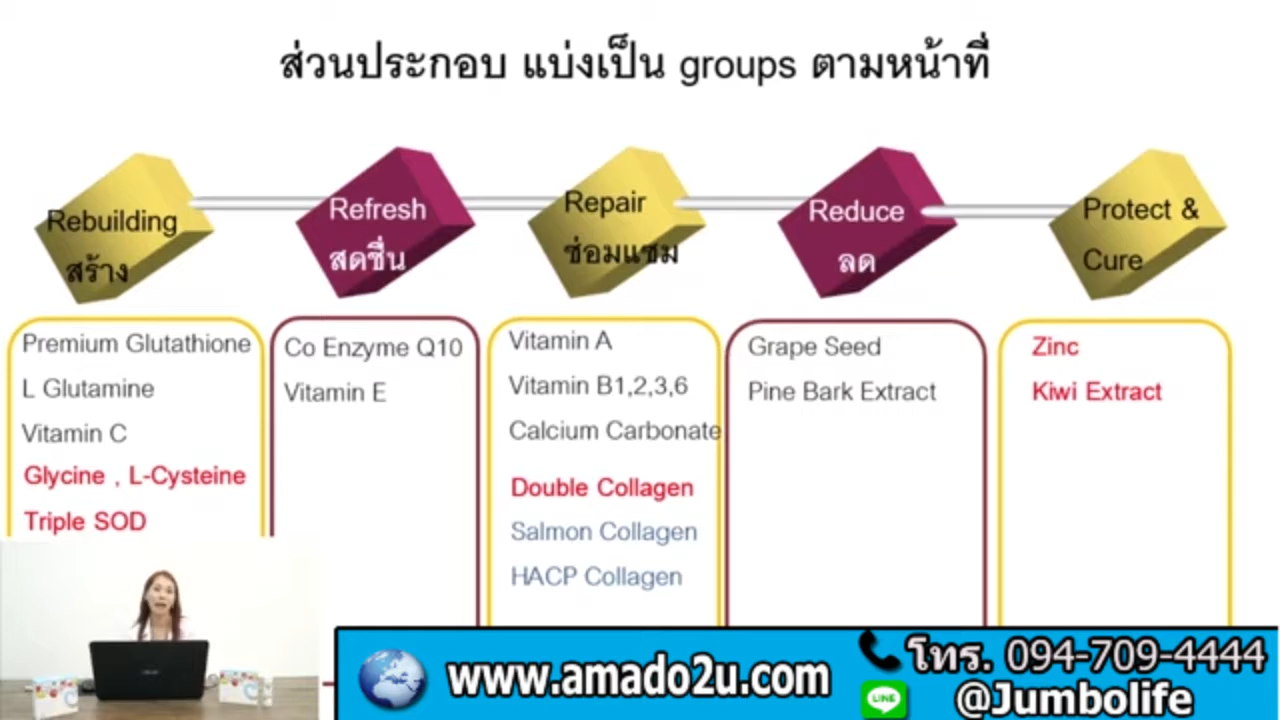 ส่วนประกอบ แบ่งเป็น groups ตามหน้าที่
Rebuilding
สร้าง
Refresh
สดชื่น
Repair
ซ่อมแซม
Reduce
ลด
Protect &
Cure
Premium Glutathione
L Glutamine
Vitamin C
Glycine , L-Cysteine
Triple SOD
Co Enzyme Q10
Vitamin E
Vitamin A
Vitamin B1,2,3,6
Calcium Carbonate
Double Collagen
Salmon Collagen
HACP Collagen
Grape Seed
Pine Bark Extract
Zinc
Kiwi Extract
www.amado2u.com
โทร. 094-709-4444
LINE
@Jumbolife